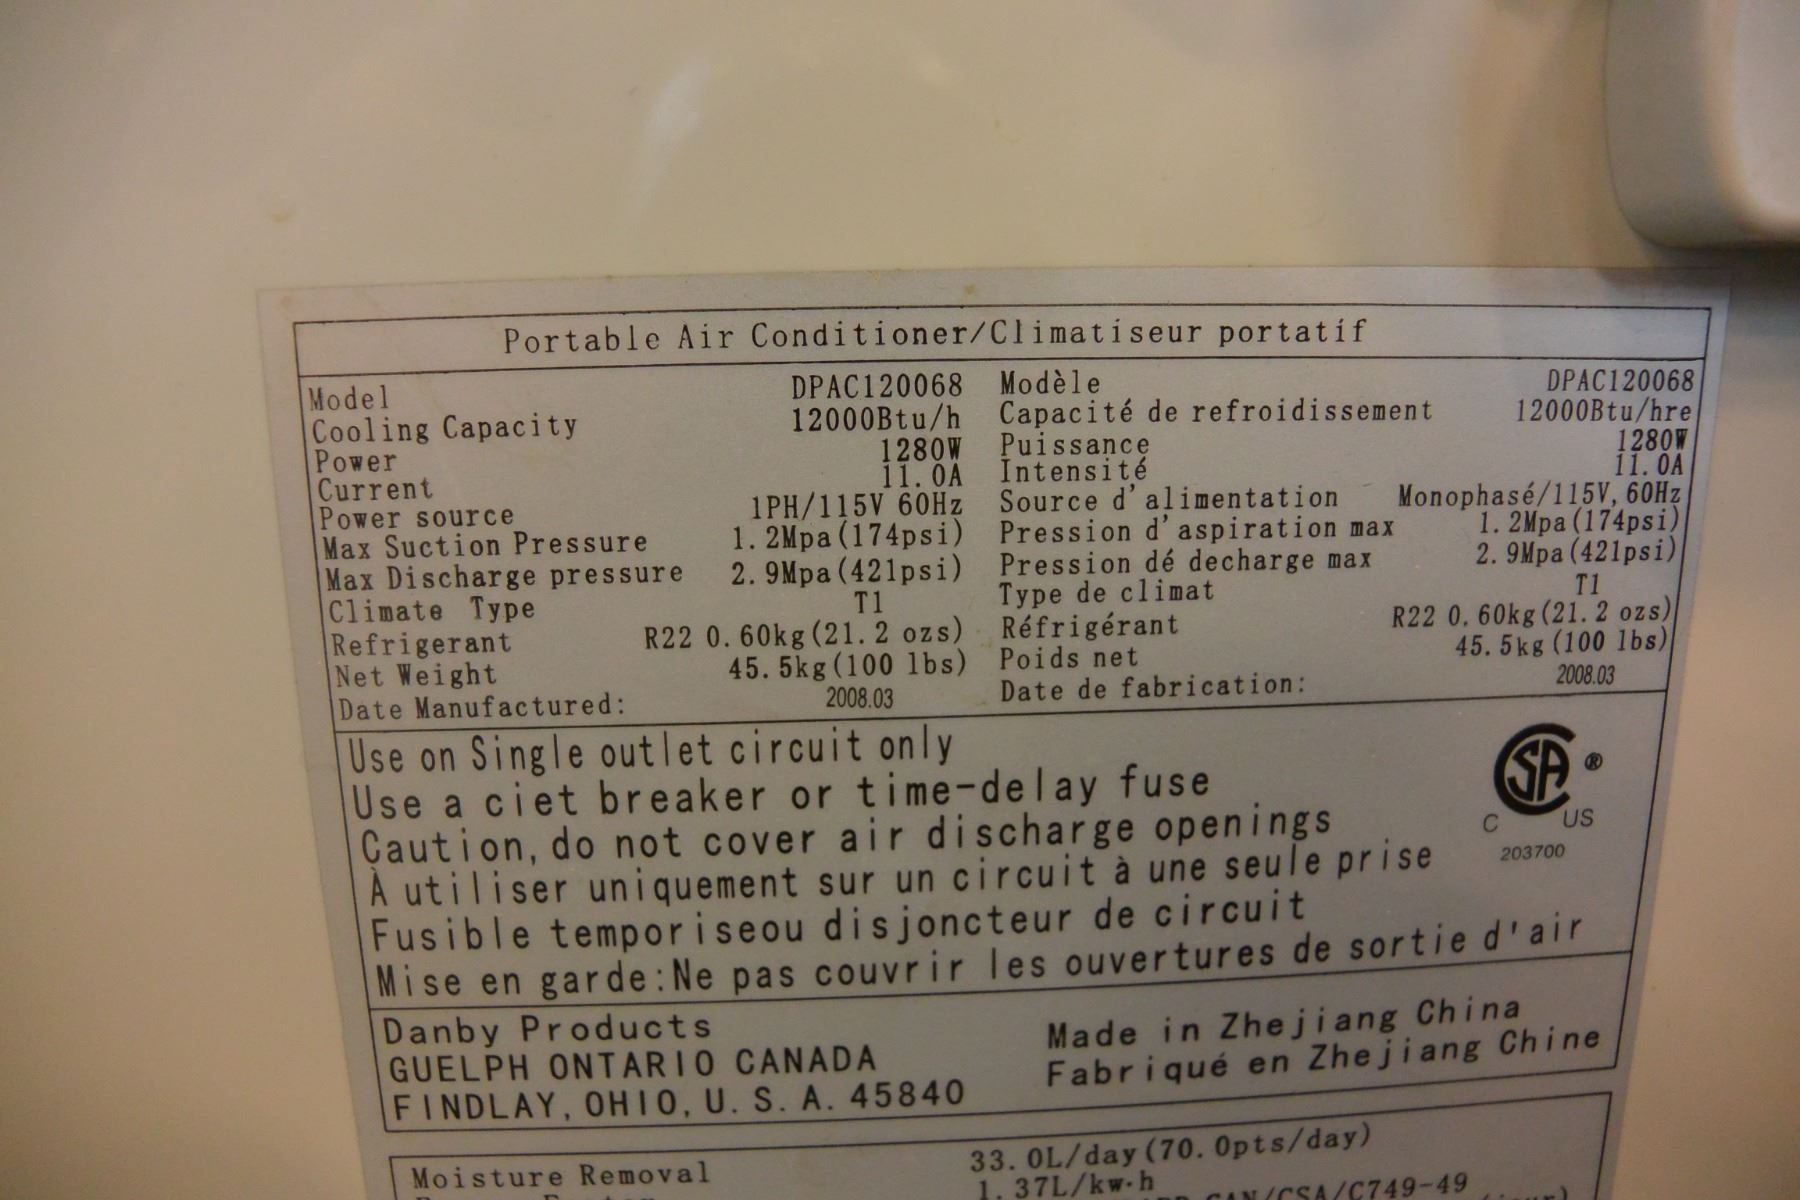 Portable Air Conditioner/Climatiseur portatif
Model DPAC120068 Modèle DPAC120068
Cooling Capacity 12000Btu/h Capacité de refroidissement 12000Btu/hre
Power 1280W Puissance 1280W
Current 11.0A Intensité 11.0A
Power source 1PH/115V 60Hz Source d'alimentation Monophasé/115V, 60Hz
Max Suction Pressure 1.2Mpa(174psi) Pression d'aspiration max 1.2Mpa(174psi)
Max Discharge pressure 2.9Mpa(421psi) Pression dé decharge max 2.9Mpa(421psi)
Climate Type T1 Type de climat T1
Refrigerant R22 0.60kg(21.2 ozs) Réfrigérant R22 0.60kg(21.2 ozs)
Net Weight 45.5kg(100 lbs) Poids net 45.5kg(100 lbs)
Date Manufactured: 2008.03 Date de fabrication: 2008.03
Use on Single outlet circuit only
Use a ciet breaker or time-delay fuse
Caution, do not cover air discharge openings
À utiliser uniquement sur un circuit à une seule prise
Fusible temporiseou disjoncteur de circuit
Mise en garde:Ne pas couvrir les ouvertures de sortie d'air
CSA ®
C US
203700
Danby Products
GUELPH ONTARIO CANADA
FINDLAY, OHIO, U.S.A. 45840
Made in Zhejiang China
Fabriqué en Zhejiang Chine
Moisture Removal 33.0L/day(70.0pts/day)
1.37L/kw·h
CAN/CSA/C749-49